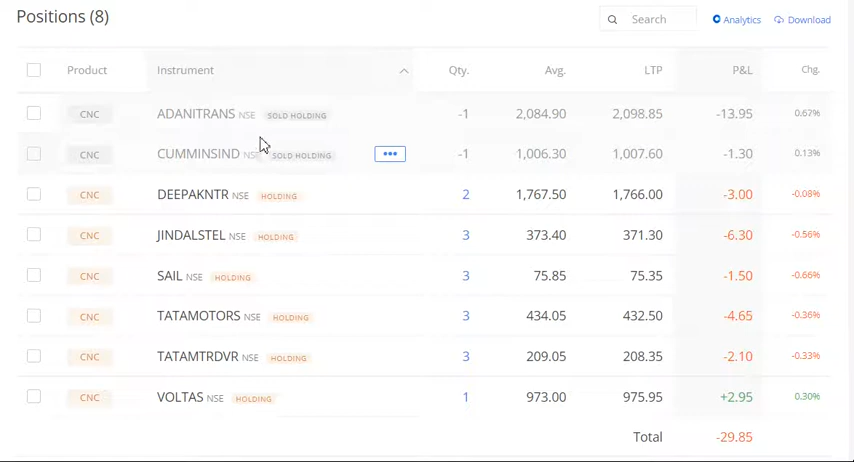 Positions (8) Search Analytics Download
Product Instrument Qty. Avg. LTP P&L Chg.
CNC ADANITRANS NSE SOLD HOLDING -1 2,084.90 2,098.85 -13.95 0.67%
CNC CUMMINSIND NSE SOLD HOLDING -1 1,006.30 1,007.60 -1.30 0.13%
CNC DEEPAKNTR NSE HOLDING 2 1,767.50 1,766.00 -3.00 -0.08%
CNC JINDALSTEL NSE HOLDING 3 373.40 371.30 -6.30 -0.56%
CNC SAIL NSE HOLDING 3 75.85 75.35 -1.50 -0.66%
CNC TATAMOTORS NSE HOLDING 3 434.05 432.50 -4.65 -0.36%
CNC TATAMTRDVR NSE HOLDING 3 209.05 208.35 -2.10 -0.33%
CNC VOLTAS NSE HOLDING 1 973.00 975.95 +2.95 0.30%
Total -29.85